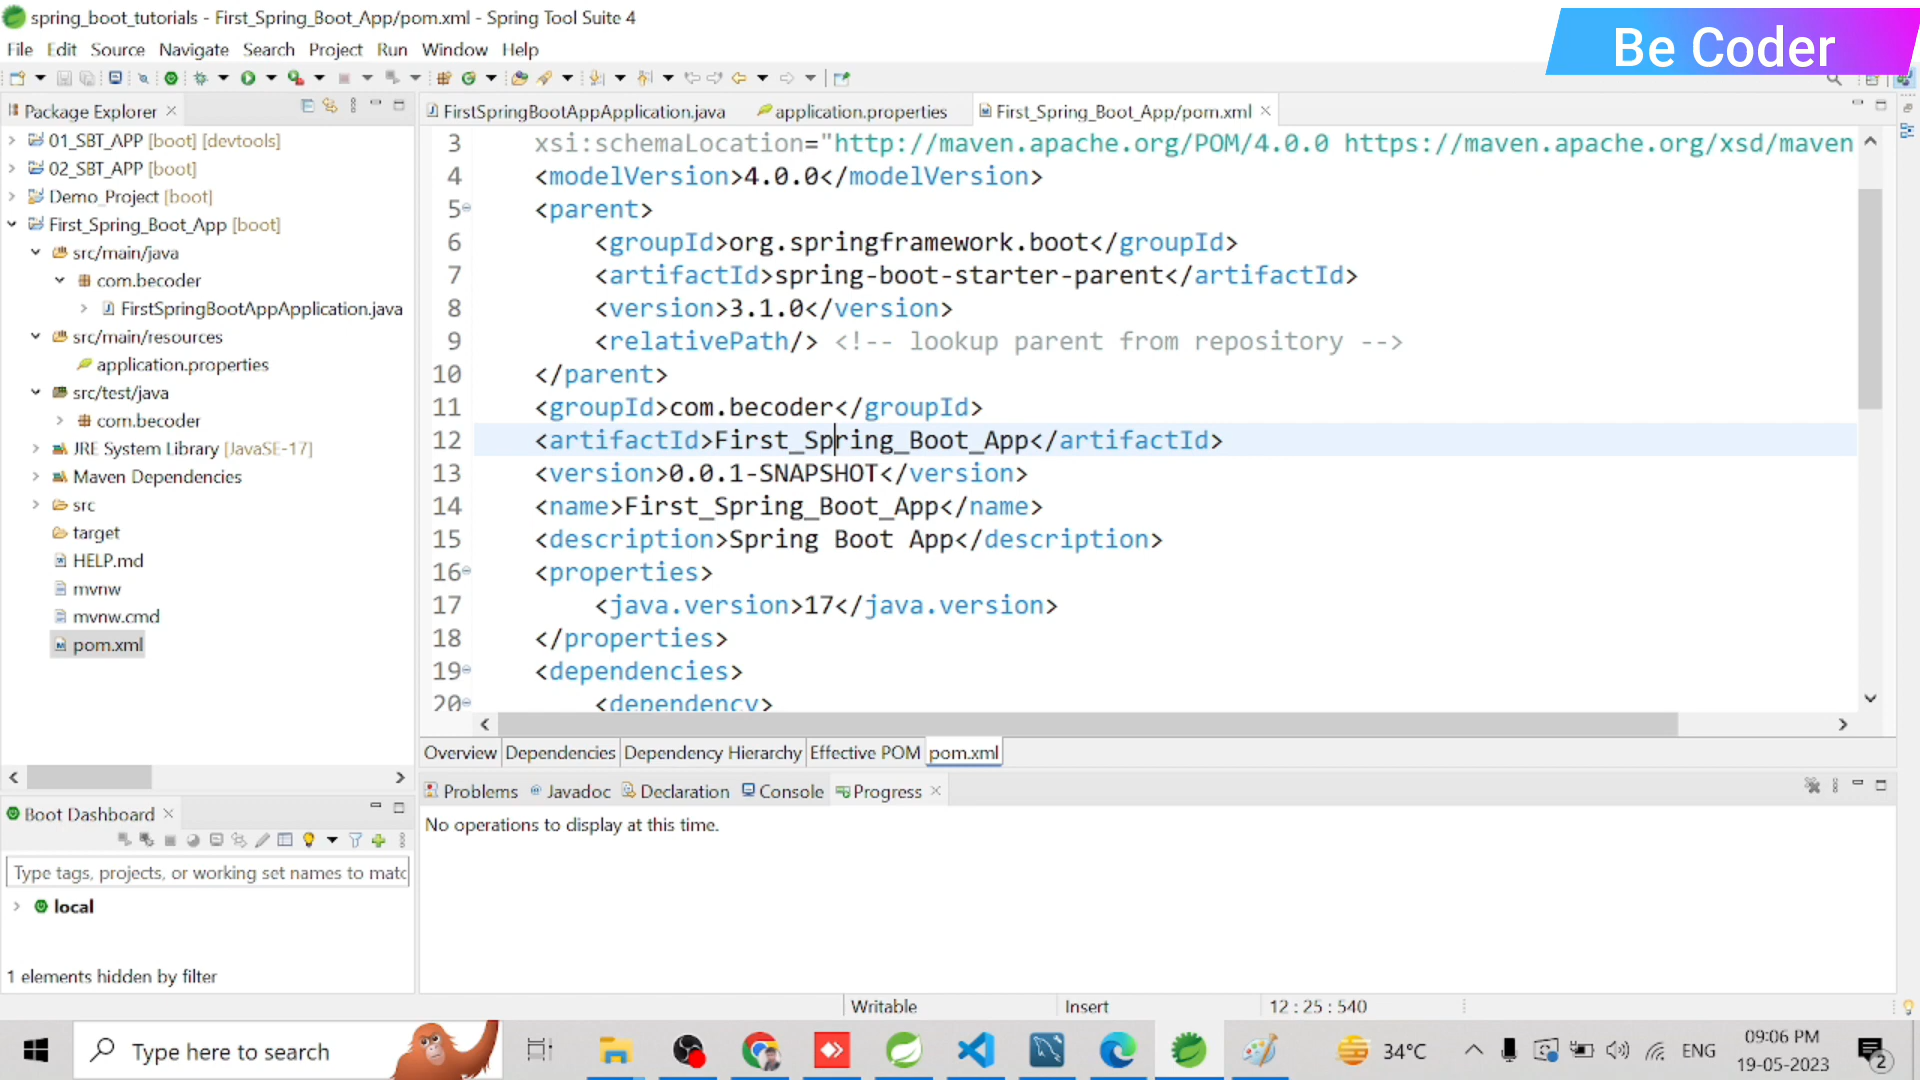 spring_boot_tutorials - First_Spring_Boot_App/pom.xml - Spring Tool Suite 4
Be Coder
File Edit Source Navigate Search Project Run Window Help
Package Explorer
FirstSpringBootAppApplication.java application.properties First_Spring_Boot_App/pom.xml
01_SBT_APP [boot] [devtools]
02_SBT_APP [boot]
Demo_Project [boot]
First_Spring_Boot_App [boot]
src/main/java
com.becoder
FirstSpringBootAppApplication.java
src/main/resources
application.properties
src/test/java
com.becoder
JRE System Library [JavaSE-17]
Maven Dependencies
src
target
HELP.md
mvnw
mvnw.cmd
pom.xml
3 xsi:schemaLocation="http://maven.apache.org/POM/4.0.0 https://maven.apache.org/xsd/maven
4 <modelVersion>4.0.0</modelVersion>
5 <parent>
6 <groupId>org.springframework.boot</groupId>
7 <artifactId>spring-boot-starter-parent</artifactId>
8 <version>3.1.0</version>
9 <relativePath/> <!-- lookup parent from repository -->
10 </parent>
11 <groupId>com.becoder</groupId>
12 <artifactId>First_Spring_Boot_App</artifactId>
13 <version>0.0.1-SNAPSHOT</version>
14 <name>First_Spring_Boot_App</name>
15 <description>Spring Boot App</description>
16 <properties>
17 <java.version>17</java.version>
18 </properties>
19 <dependencies>
20 <dependency>
Overview Dependencies Dependency Hierarchy Effective POM pom.xml
Problems Javadoc Declaration Console Progress
No operations to display at this time.
Boot Dashboard
Type tags, projects, or working set names to matc
local
1 elements hidden by filter
Writable Insert 12 : 25 : 540
Type here to search
34°C ENG
09:06 PM
19-05-2023
2